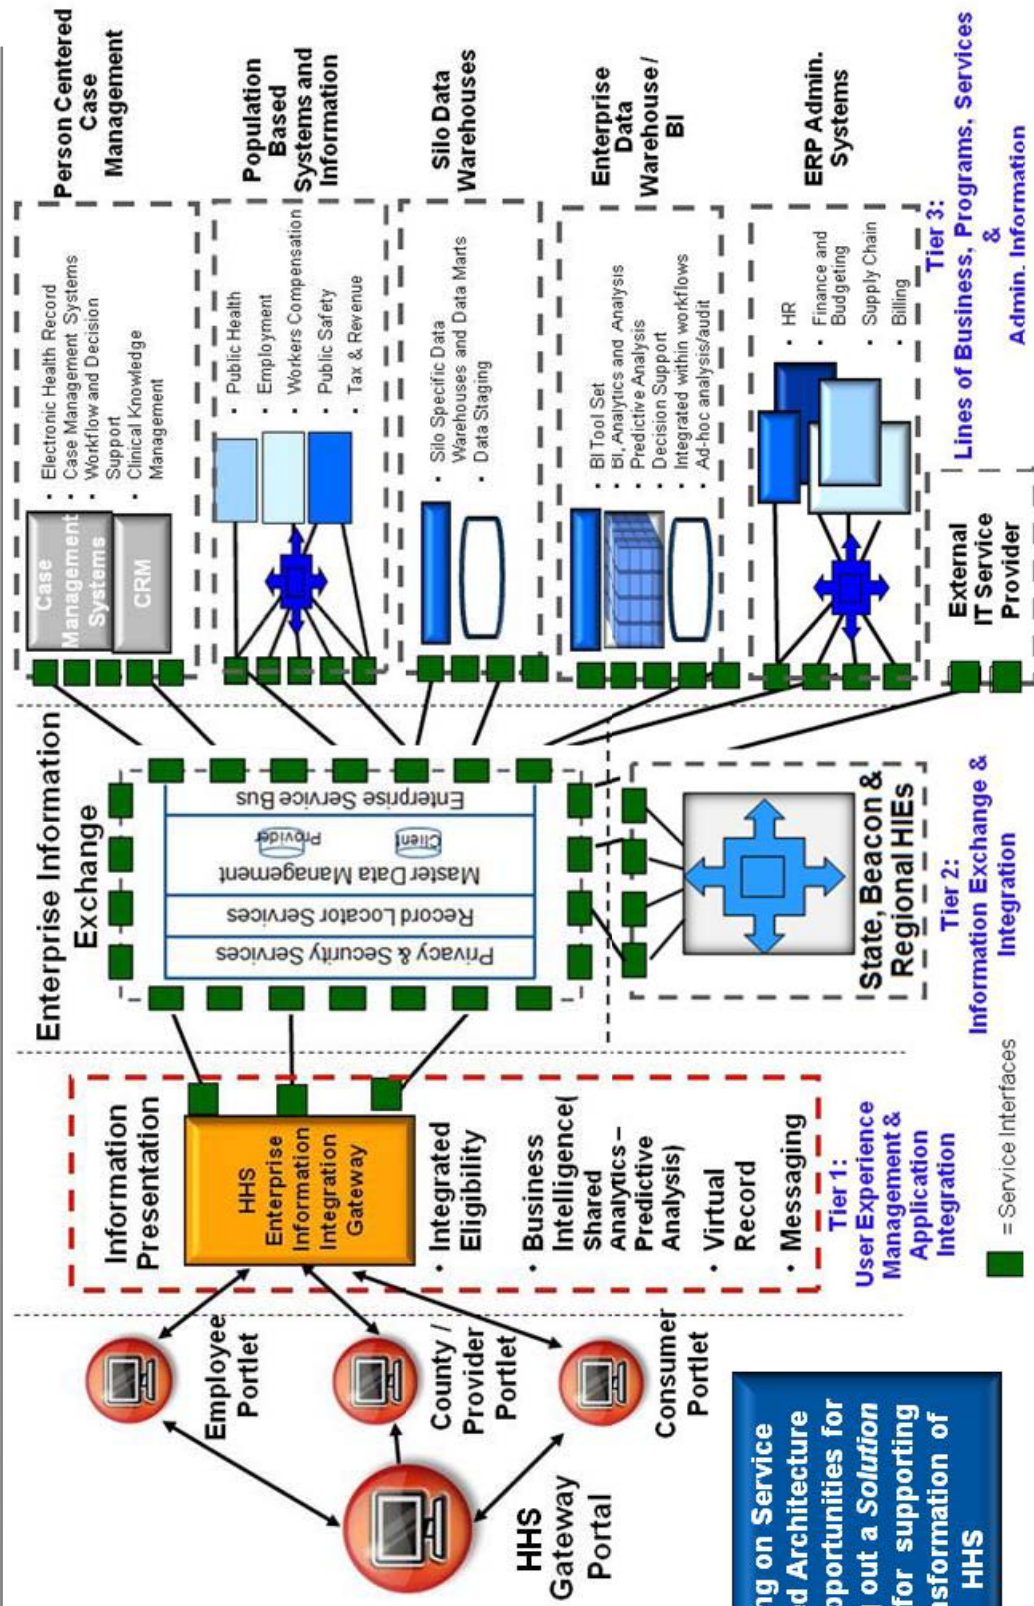 HHS
Gateway
Portal
Employee
Portlet
County /
Provider
Portlet
Consumer
Portlet
Information
Presentation
HHS
Enterprise
Information
Integration
Gateway
• Integrated
Eligibility
• Business
Intelligence(
Shared
Analytics –
Predictive
Analysis)
• Virtual
Record
• Messaging
Tier 1:
User Experience
Management &
Application
Integration
Enterprise Information
Exchange
Privacy & Security Services
Record Locator Services
Master Data Management
Provider
Client
Enterprise Service Bus
State, Beacon &
Regional HIEs
Tier 2:
Information Exchange &
Integration
Case
Management
Systems
CRM
• Electronic Health Record
• Case Management Systems
• Workflow and Decision
Support
• Clinical Knowledge
Management
Person Centered
Case
Management
• Public Health
• Employment
• Workers Compensation
• Public Safety
• Tax & Revenue
Population
Based
Systems and
Information
• Silo Specific Data
Warehouses and Data Marts
• Data Staging
Silo Data
Warehouses
• BI Tool Set
• BI, Analytics and Analysis
• Predictive Analysis
• Decision Support
• Integrated within workflows
• Ad-hoc analysis/audit
Enterprise
Data
Warehouse /
BI
• HR
• Finance and
Budgeting
• Supply Chain
• Billing
ERP Admin.
Systems
External
IT Service
Provider
Tier 3:
Lines of Business, Programs, Services
&
Admin. Information
= Service Interfaces
on Service
Architecture
for
out a Solution
for supporting
of
HHS